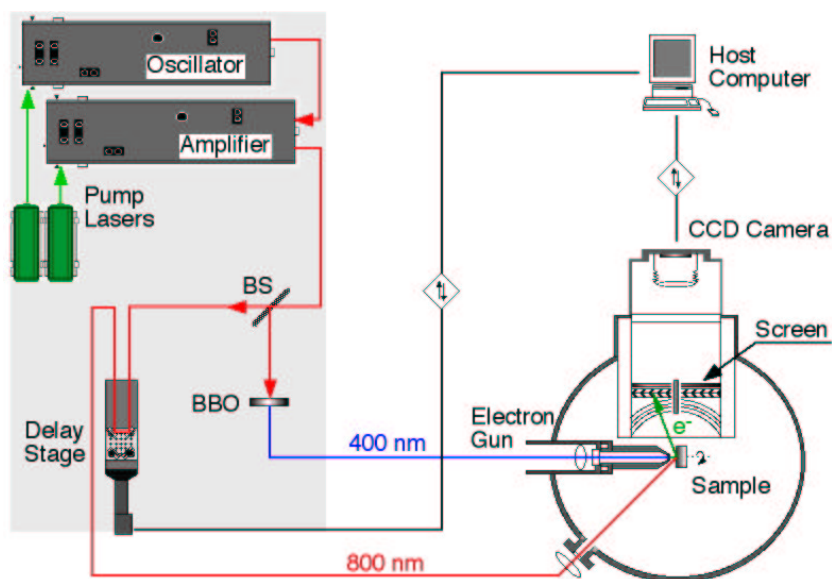 Oscillator
Amplifier
Pump
Lasers
BS
BBO
Delay
Stage
400 nm
800 nm
Electron
Gun
Host
Computer
CCD Camera
Screen
e-
Sample